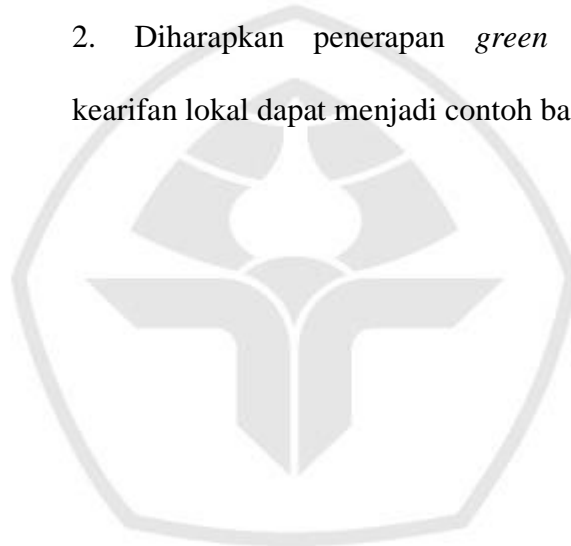 2. Diharapkan penerapan green
kearifan lokal dapat menjadi contoh ba